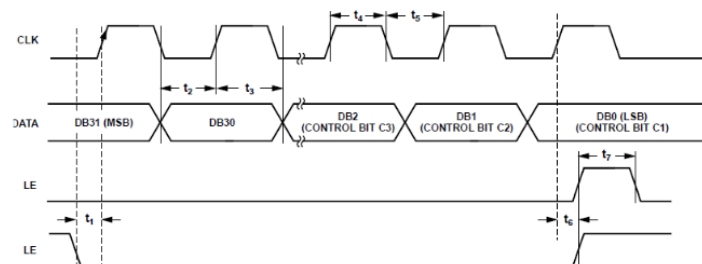 t4
t5
CLK
t2
t3
DATA
DB31 (MSB)
DB30
DB2
(CONTROL BIT C3)
DB1
(CONTROL BIT C2)
DB0 (LSB)
(CONTROL BIT C1)
t7
LE
t1
t6
LE